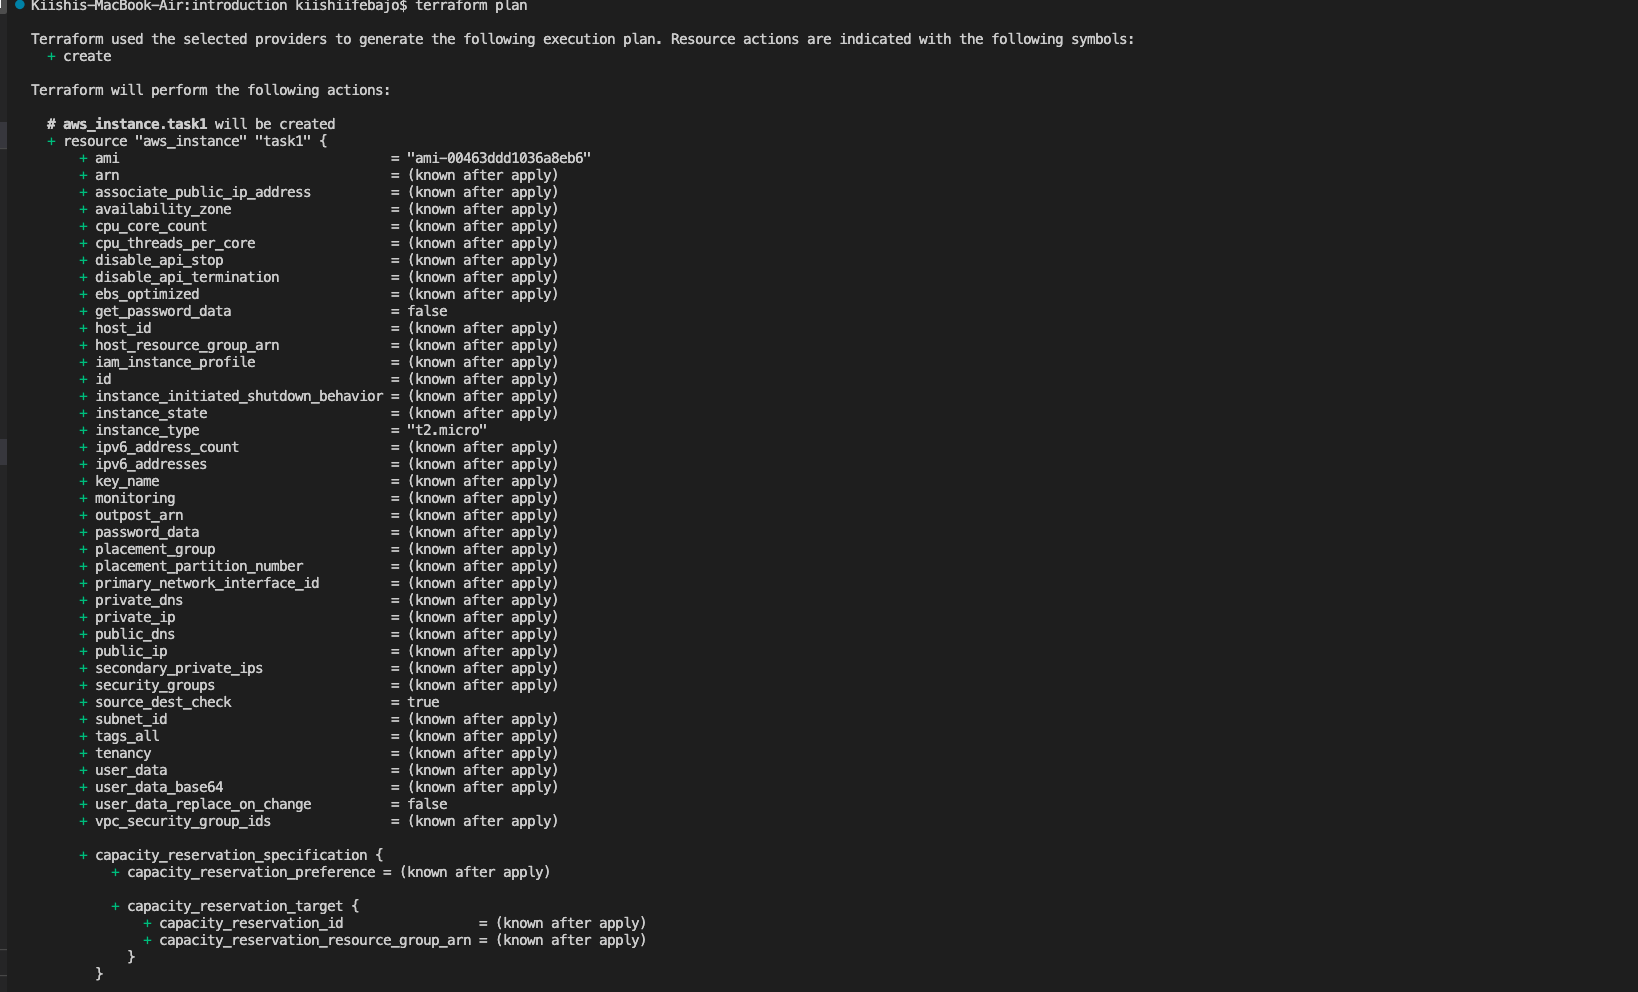 Kiishis-MacBook-Air:introduction kiishiifebajo$ terraform plan
Terraform used the selected providers to generate the following execution plan. Resource actions are indicated with the following symbols:
+ create
Terraform will perform the following actions:
# aws_instance.task1 will be created
+ resource "aws_instance" "task1" {
+ ami = "ami-00463ddd1036a8eb6"
+ arn = (known after apply)
+ associate_public_ip_address = (known after apply)
+ availability_zone = (known after apply)
+ cpu_core_count = (known after apply)
+ cpu_threads_per_core = (known after apply)
+ disable_api_stop = (known after apply)
+ disable_api_termination = (known after apply)
+ ebs_optimized = (known after apply)
+ get_password_data = false
+ host_id = (known after apply)
+ host_resource_group_arn = (known after apply)
+ iam_instance_profile = (known after apply)
+ id = (known after apply)
+ instance_initiated_shutdown_behavior = (known after apply)
+ instance_state = (known after apply)
+ instance_type = "t2.micro"
+ ipv6_address_count = (known after apply)
+ ipv6_addresses = (known after apply)
+ key_name = (known after apply)
+ monitoring = (known after apply)
+ outpost_arn = (known after apply)
+ password_data = (known after apply)
+ placement_group = (known after apply)
+ placement_partition_number = (known after apply)
+ primary_network_interface_id = (known after apply)
+ private_dns = (known after apply)
+ private_ip = (known after apply)
+ public_dns = (known after apply)
+ public_ip = (known after apply)
+ secondary_private_ips = (known after apply)
+ security_groups = (known after apply)
+ source_dest_check = true
+ subnet_id = (known after apply)
+ tags_all = (known after apply)
+ tenancy = (known after apply)
+ user_data = (known after apply)
+ user_data_base64 = (known after apply)
+ user_data_replace_on_change = false
+ vpc_security_group_ids = (known after apply)
+ capacity_reservation_specification {
+ capacity_reservation_preference = (known after apply)
+ capacity_reservation_target {
+ capacity_reservation_id = (known after apply)
+ capacity_reservation_resource_group_arn = (known after apply)
}
}